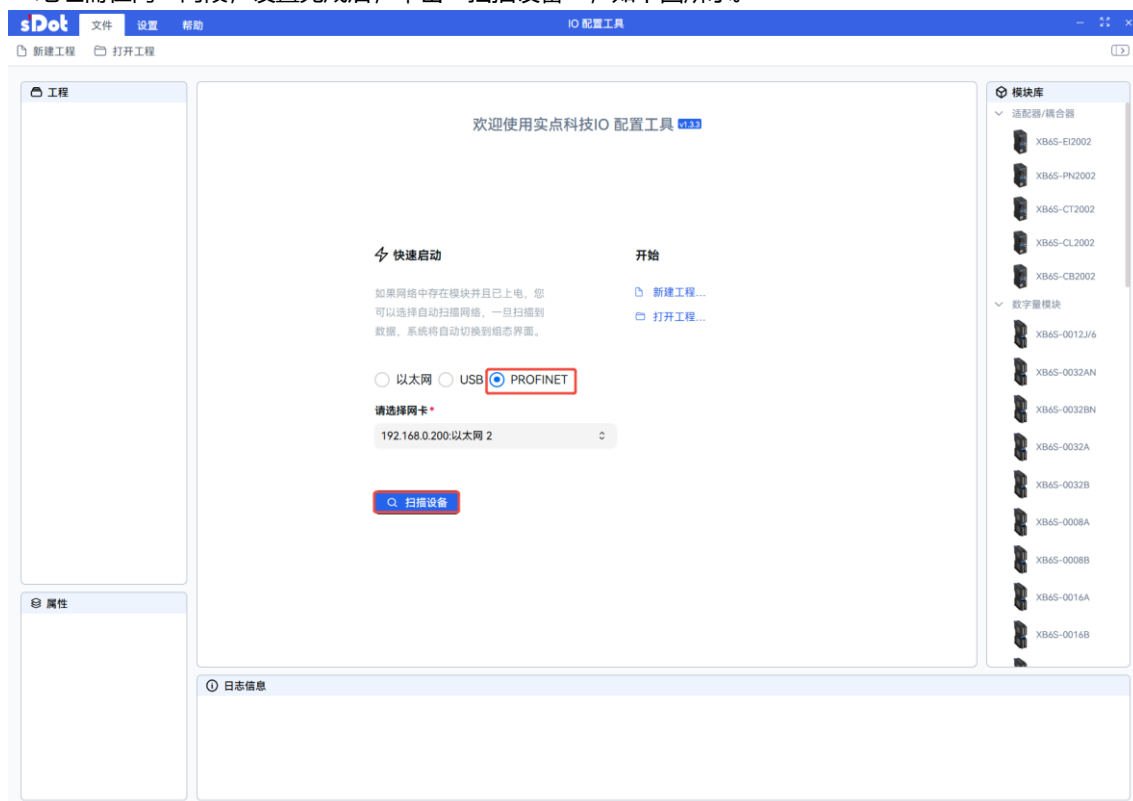 sDot 文件 设置 帮助 IO 配置工具
新建工程 打开工程
工程
欢迎使用实点科技IO 配置工具 v1.3.3
快速启动
如果网络中存在模块并且已上电，您
可以选择自动扫描网络，一旦扫描到
数据，系统将自动切换到组态界面。
以太网 USB PROFINET
请选择网卡*
192.168.0.200:以太网 2
扫描设备
开始
新建工程...
打开工程...
模块库
适配器/耦合器
XB6S-EI2002
XB6S-PN2002
XB6S-CT2002
XB6S-CL2002
XB6S-CB2002
数字量模块
XB6S-0012J/6
XB6S-0032AN
XB6S-0032BN
XB6S-0032A
XB6S-0032B
XB6S-0008A
XB6S-0008B
XB6S-0016A
XB6S-0016B
属性
日志信息